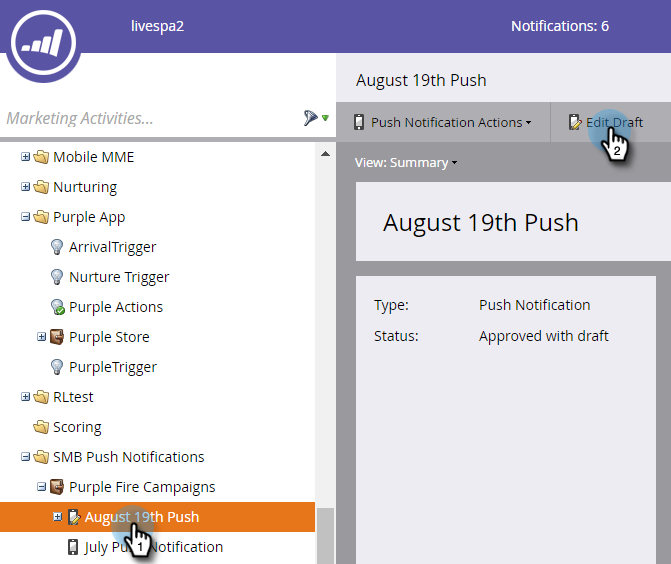 livespa2
Notifications: 6
Marketing Activities...
Mobile MME
Nurturing
Purple App
ArrivalTrigger
Nurture Trigger
Purple Actions
Purple Store
PurpleTrigger
RLtest
Scoring
SMB Push Notifications
Purple Fire Campaigns
August 19th Push
July Push Notification
1
August 19th Push
Push Notification Actions
Edit Draft
2
View: Summary
August 19th Push
Type: Push Notification
Status: Approved with draft